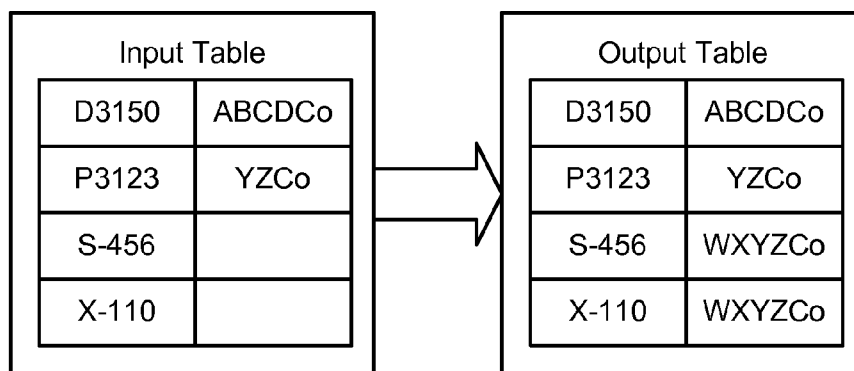 Input Table
D3150 ABCDCo
P3123 YZCo
S-456
X-110
Output Table
D3150 ABCDCo
P3123 YZCo
S-456 WXYZCo
X-110 WXYZCo